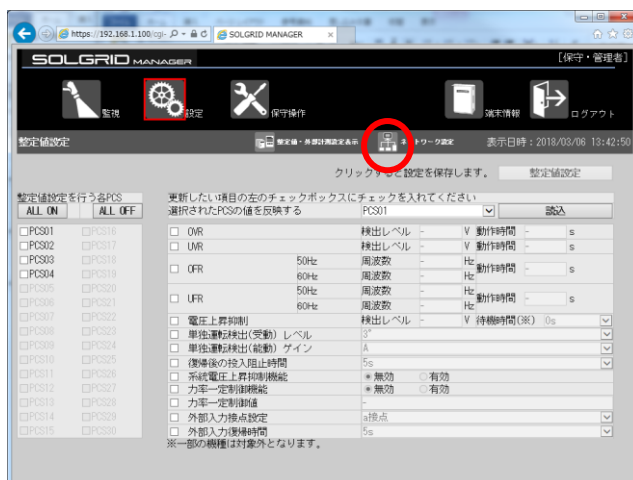 https://192.168.1.100/cgi-
SOLGRID MANAGER
SOLGRID MANAGER
[保守・管理者]
監視
設定
保守操作
端末情報
ログアウト
整定値設定
整定値・外部計測設定表示
ネットワーク設定
表示日時：2018/03/06 13:42:50
クリックすると設定を保存します。
整定値設定
整定値設定を行う各PCS
ALL ON
ALL OFF
更新したい項目の左のチェックボックスにチェックを入れてください
選択されたPCSの値を反映する
PCS01
読込
PCS01 PCS16
PCS02 PCS17
PCS03 PCS18
PCS04 PCS19
PCS05 PCS20
PCS06 PCS21
PCS07 PCS22
PCS08 PCS23
PCS09 PCS24
PCS10 PCS25
PCS11 PCS26
PCS12 PCS27
PCS13 PCS28
PCS14 PCS29
PCS15 PCS30
OVR 検出レベル - V 動作時間 - s
UVR 検出レベル - V 動作時間 - s
OFR 50Hz 周波数 - Hz 動作時間 - s
60Hz 周波数 - Hz
UFR 50Hz 周波数 - Hz 動作時間 - s
60Hz 周波数 - Hz
電圧上昇抑制 検出レベル - V 待機時間(※) 0s
単独運転検出(受動) レベル 3°
単独運転検出(能動) ゲイン A
復帰後の投入阻止時間 5s
系統電圧上昇抑制機能 無効 有効
力率一定制御機能 無効 有効
力率一定制御値 -
外部入力接点設定 a接点
外部入力復帰時間 5s
※一部の機種は対象外となります。